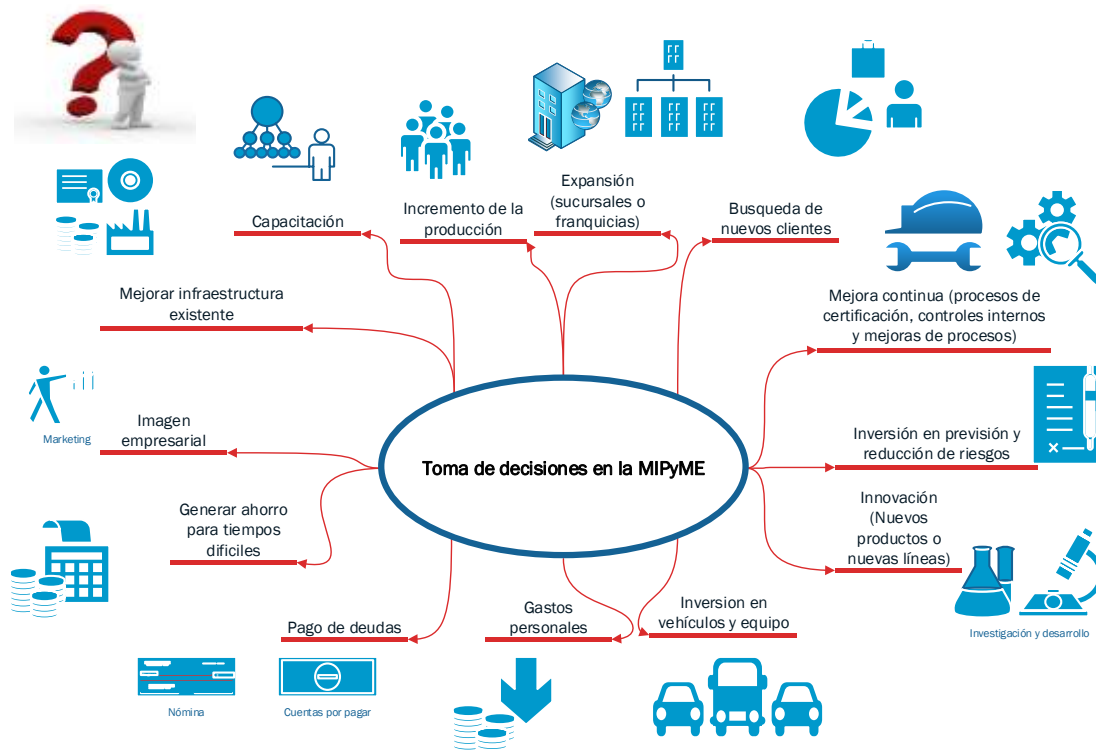 Capacitación
Incremento de la
producción
Expansión
(sucursales o
franquicias)
Busqueda de
nuevos clientes
Mejorar infraestructura
existente
Mejora continua (procesos de
certificación, controles internos
y mejoras de procesos)
Marketing
Imagen
empresarial
Toma de decisiones en la MIPyME
Inversión en previsión y
reducción de riesgos
Generar ahorro
para tiempos
dificiles
Innovación
(Nuevos
productos o
nuevas líneas)
Investigación y desarrollo
Pago de deudas
Gastos
personales
Inversion en
vehículos y equipo
Nómina
Cuentas por pagar